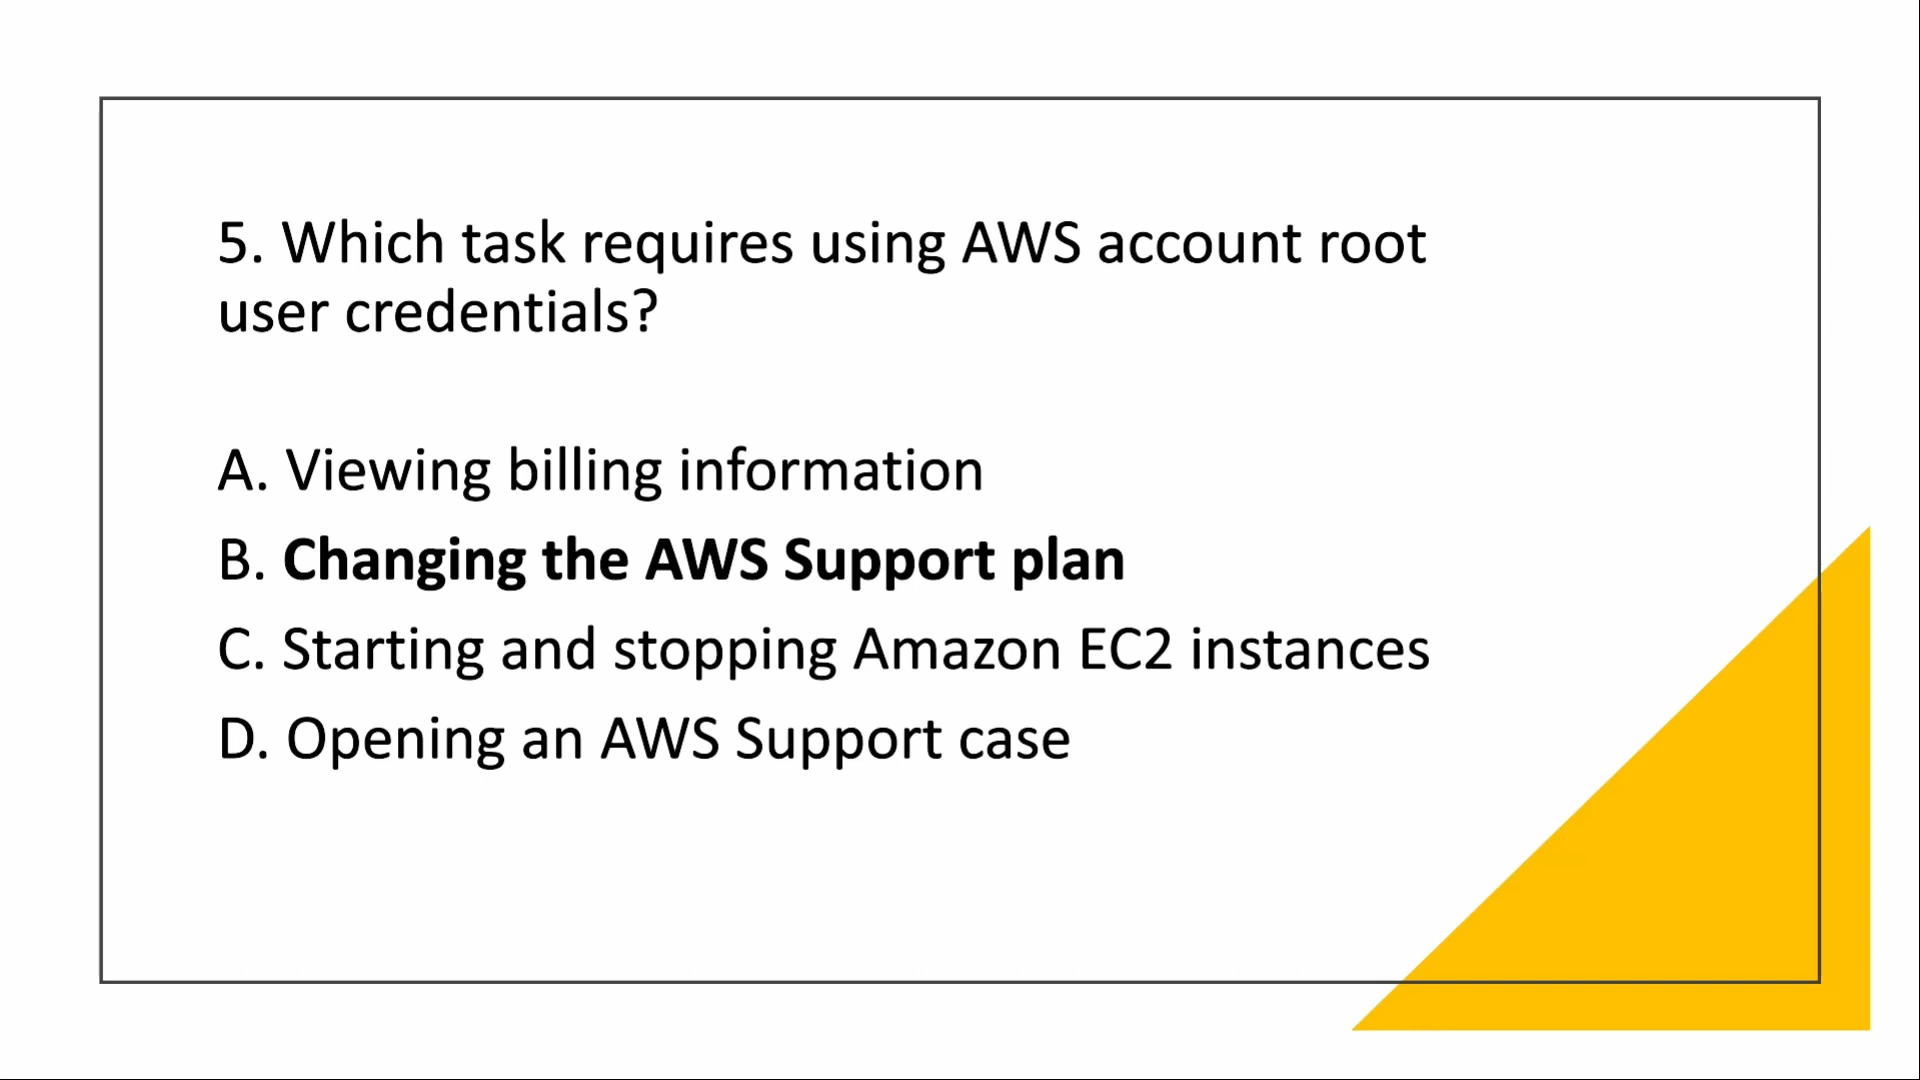 5. Which task requires using AWS account root
user credentials?
A. Viewing billing information
B. Changing the AWS Support plan
C. Starting and stopping Amazon EC2 instances
D. Opening an AWS Support case